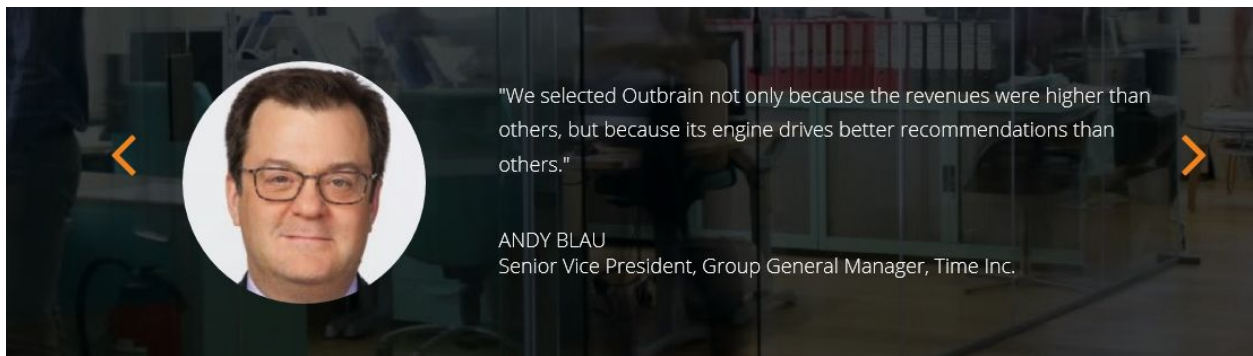 "We selected Outbrain not only because the revenues were higher than
others, but because its engine drives better recommendations than
others."
ANDY BLAU
Senior Vice President, Group General Manager, Time Inc.